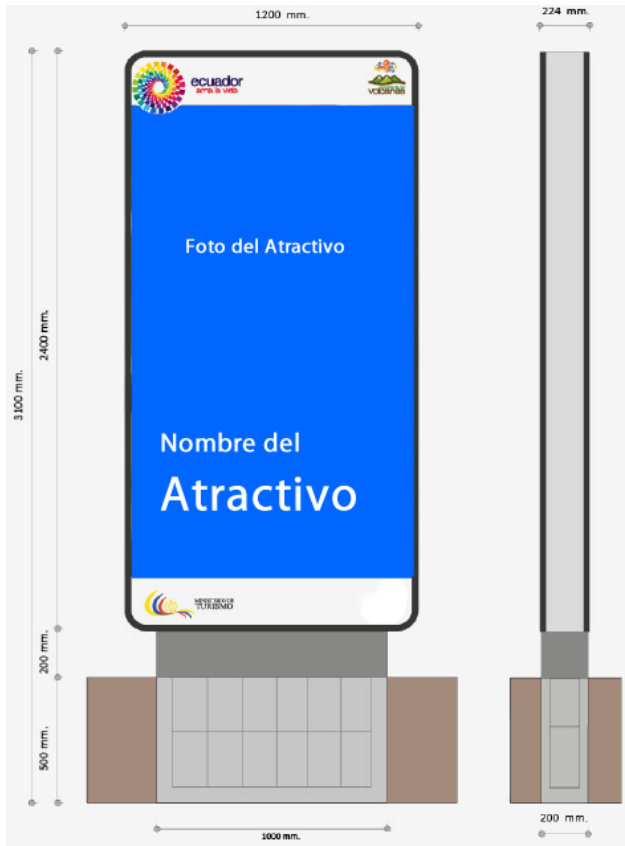 1200 mm.
224 mm.
ecuador
ama la vida
volcanes
Foto del Atractivo
2400 mm.
3100 mm.
Nombre del
Atractivo
MINISTERIO DE
TURISMO
200 mm.
500 mm.
200 mm.
1000 mm.